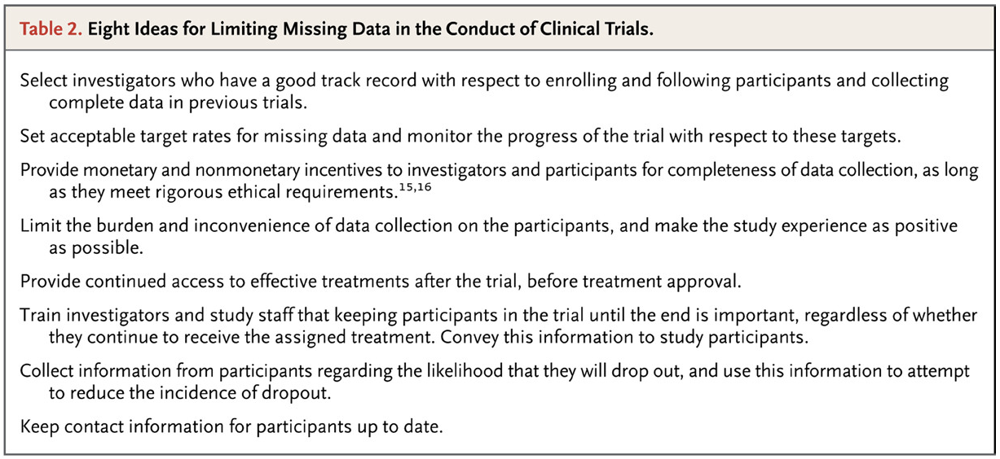 Table 2. Eight Ideas for Limiting Missing Data in the Conduct of Clinical Trials.
Select investigators who have a good track record with respect to enrolling and following participants and collecting
complete data in previous trials.
Set acceptable target rates for missing data and monitor the progress of the trial with respect to these targets.
Provide monetary and nonmonetary incentives to investigators and participants for completeness of data collection, as long
as they meet rigorous ethical requirements.15,16
Limit the burden and inconvenience of data collection on the participants, and make the study experience as positive
as possible.
Provide continued access to effective treatments after the trial, before treatment approval.
Train investigators and study staff that keeping participants in the trial until the end is important, regardless of whether
they continue to receive the assigned treatment. Convey this information to study participants.
Collect information from participants regarding the likelihood that they will drop out, and use this information to attempt
to reduce the incidence of dropout.
Keep contact information for participants up to date.